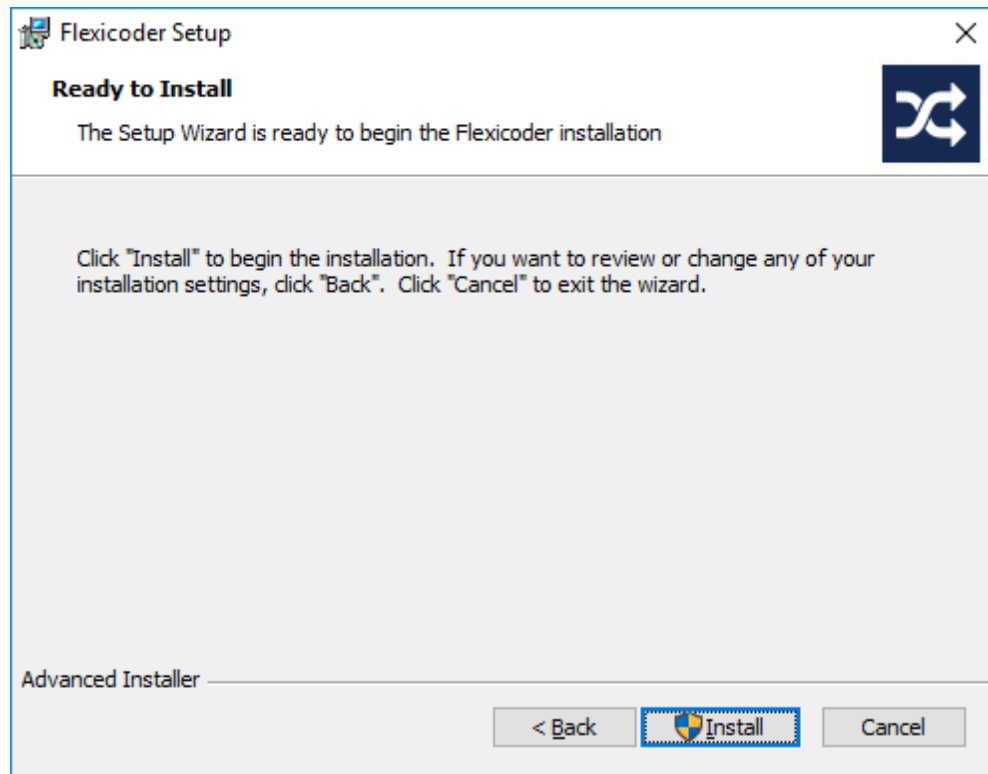 Flexicoder Setup
Ready to Install
The Setup Wizard is ready to begin the Flexicoder installation
Click "Install" to begin the installation.  If you want to review or change any of your
installation settings, click "Back".  Click "Cancel" to exit the wizard.
Advanced Installer
< Back
Install
Cancel